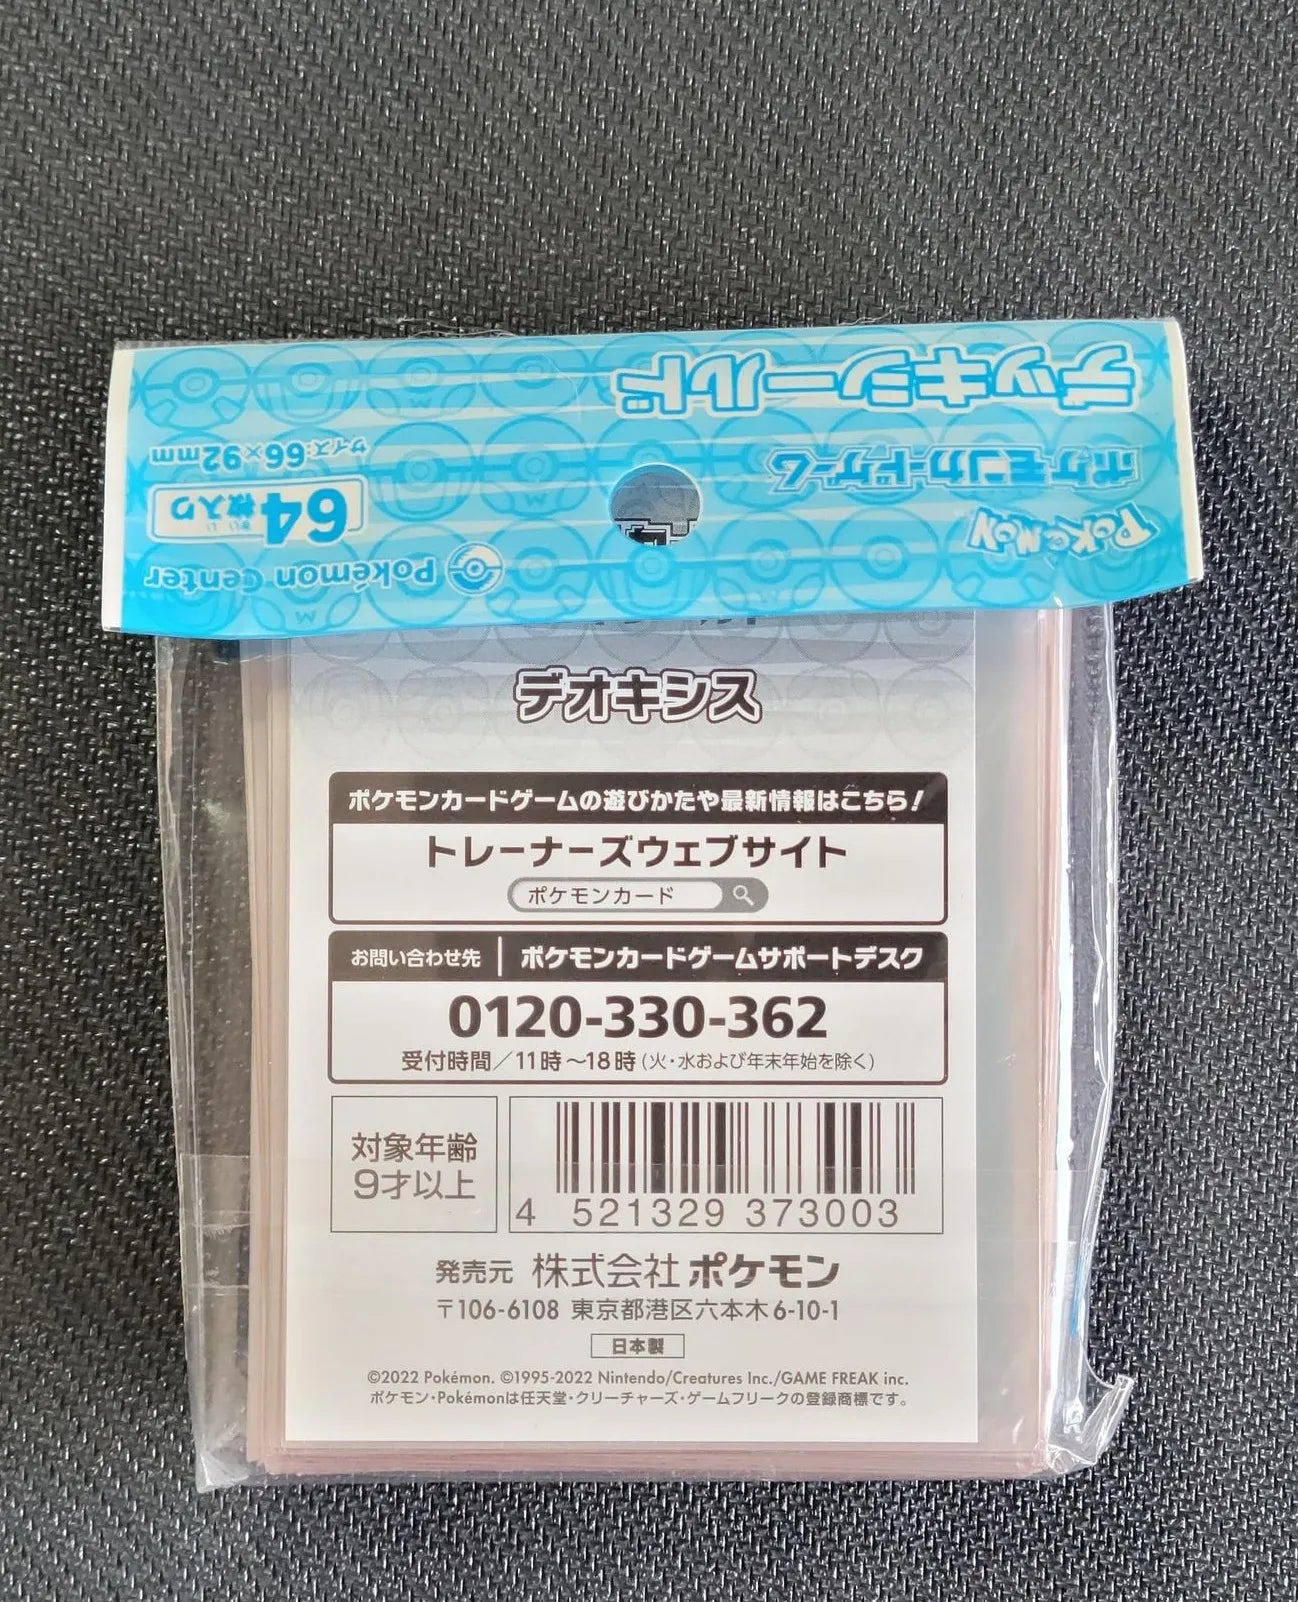 デッキシールド
ポケモンカードゲーム
POKéMON
サイズ:66×92mm
64枚入り
まい い
Pokémon Center
デオキシス
ポケモンカードゲームの遊びかたや最新情報はこちら!
トレーナーズウェブサイト
ポケモンカード
お問い合わせ先 | ポケモンカードゲームサポートデスク
0120-330-362
受付時間/11時~18時(火・水および年末年始を除く)
対象年齢
9才以上
4 521329 373003
発売元 株式会社ポケモン
〒106-6108 東京都港区六本木6-10-1
日本製
©2022 Pokémon. ©1995-2022 Nintendo/Creatures Inc./GAME FREAK inc.
ポケモン・Pokémonは任天堂・クリーチャーズ・ゲームフリークの登録商標です。